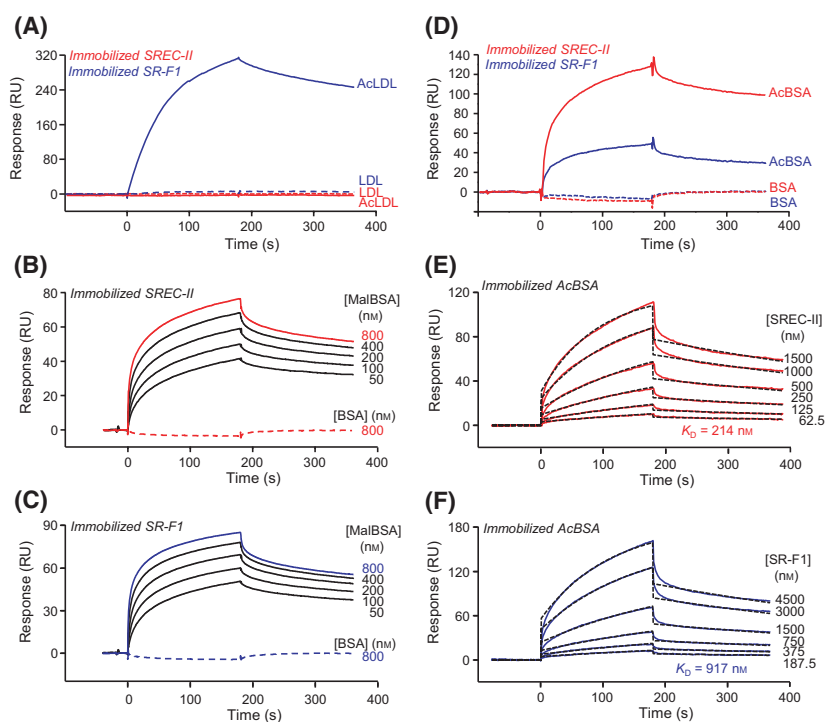 (A)
Immobilized SREC-II
Immobilized SR-F1
320
240
160
80
0
Response (RU)
AcLDL
LDL
LDL
AcLDL
0 100 200 300 400
Time (s)
(B)
Immobilized SREC-II
80
60
40
20
0
Response (RU)
[MalBSA]
(nM)
800
400
200
100
50
[BSA] (nM)
800
0 100 200 300 400
Time (s)
(C)
Immobilized SR-F1
90
60
30
0
Response (RU)
[MalBSA]
(nM)
800
400
200
100
50
[BSA] (nM)
800
0 100 200 300 400
Time (s)
(D)
Immobilized SREC-II
Immobilized SR-F1
140
120
100
80
60
40
20
0
Response (RU)
AcBSA
AcBSA
BSA
BSA
0 100 200 300 400
Time (s)
(E)
Immobilized AcBSA
120
80
40
0
Response (RU)
[SREC-II]
(nM)
1500
1000
500
250
125
62.5
KD = 214 nM
0 100 200 300 400
Time (s)
(F)
Immobilized AcBSA
180
135
90
45
0
Response (RU)
[SR-F1]
(nM)
4500
3000
1500
750
375
187.5
KD = 917 nM
0 100 200 300 400
Time (s)